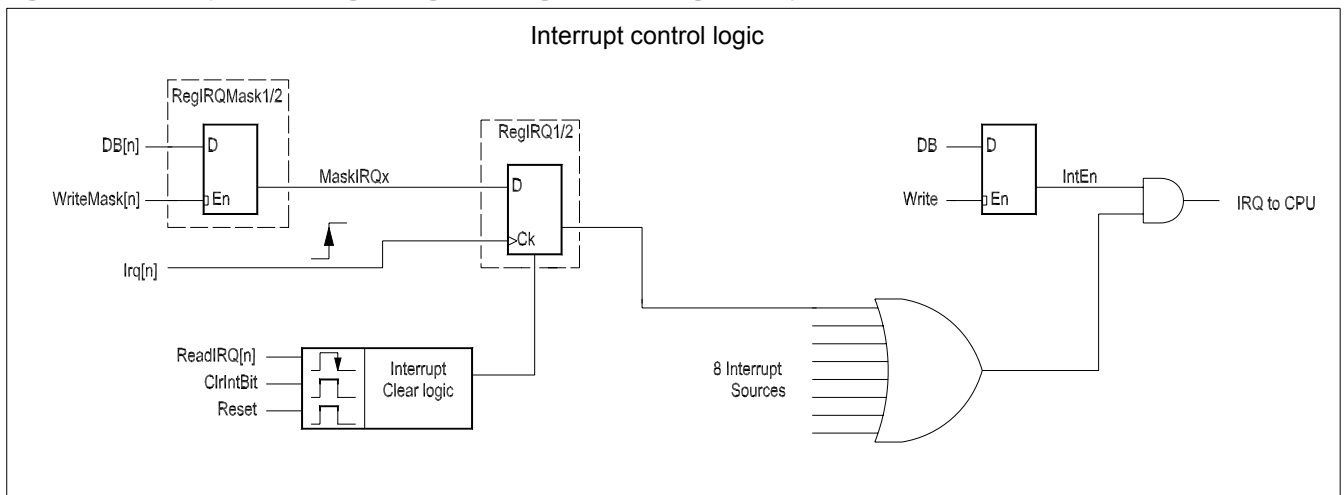 Interrupt control logic
RegIRQMask1/2
DB[n]
D
WriteMask[n]
En
MaskIRQx
RegIRQ1/2
D
Ck
Irq[n]
ReadIRQ[n]
ClrIntBit
Reset
Interrupt
Clear logic
8 Interrupt
Sources
DB
D
Write
En
IntEn
IRQ to CPU